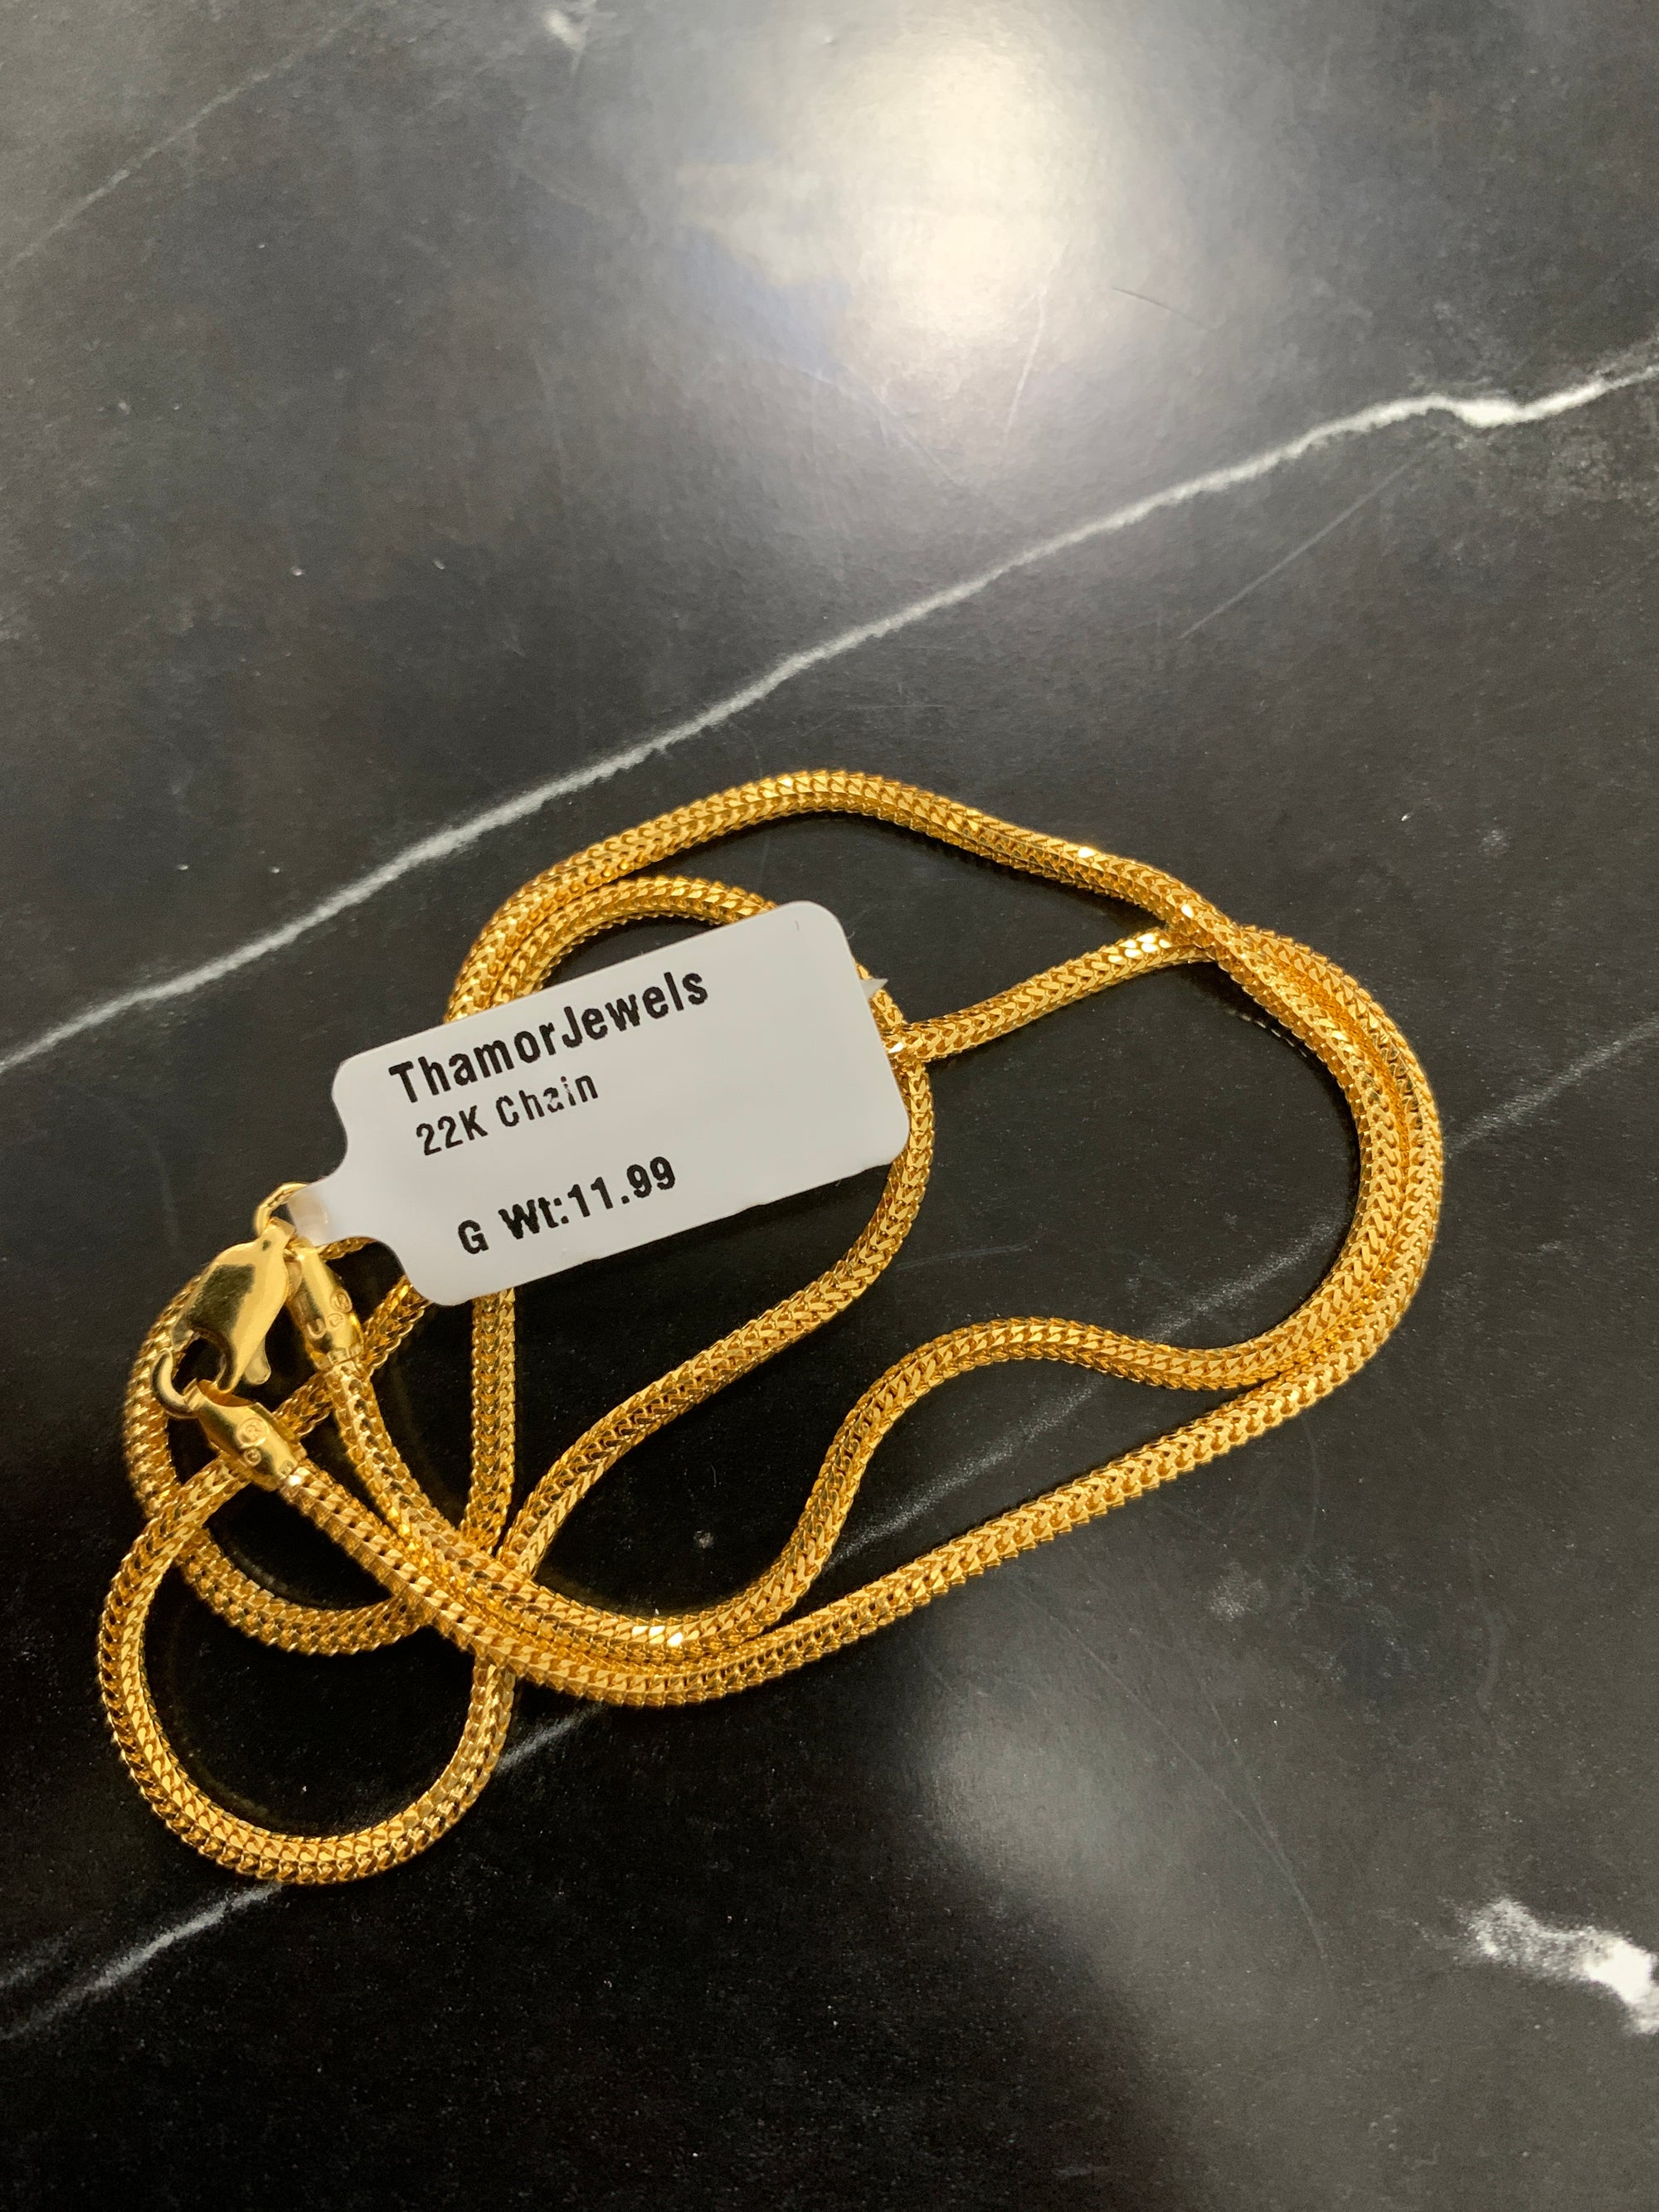 ThamorJewels
22K Chain
G Wt:11.99